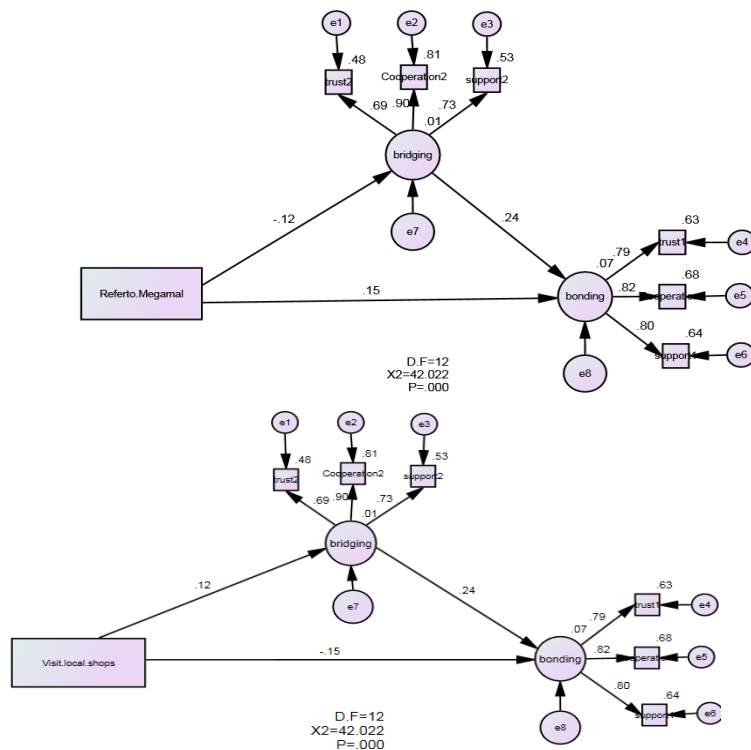 e1
e2
e3
.48
.81
.53
trust2
Cooperation2
support2
.69
.90
.73
.01
bridging
e7
-.12
.24
Referto.Megamal
.15
.63
.79
trust1
e4
.07
.68
bonding
.82
e5
.80
.64
e6
e8
D.F=12
X2=42.022
P=.000
e1
e2
e3
.48
.81
.53
trust2
Cooperation2
support2
.69
.90
.73
.01
bridging
e7
.12
.24
Visit.local.shops
-.15
.63
.79
trust1
e4
.07
.68
bonding
.82
e5
.80
.64
e6
e8
D.F=12
X2=42.022
P=.000